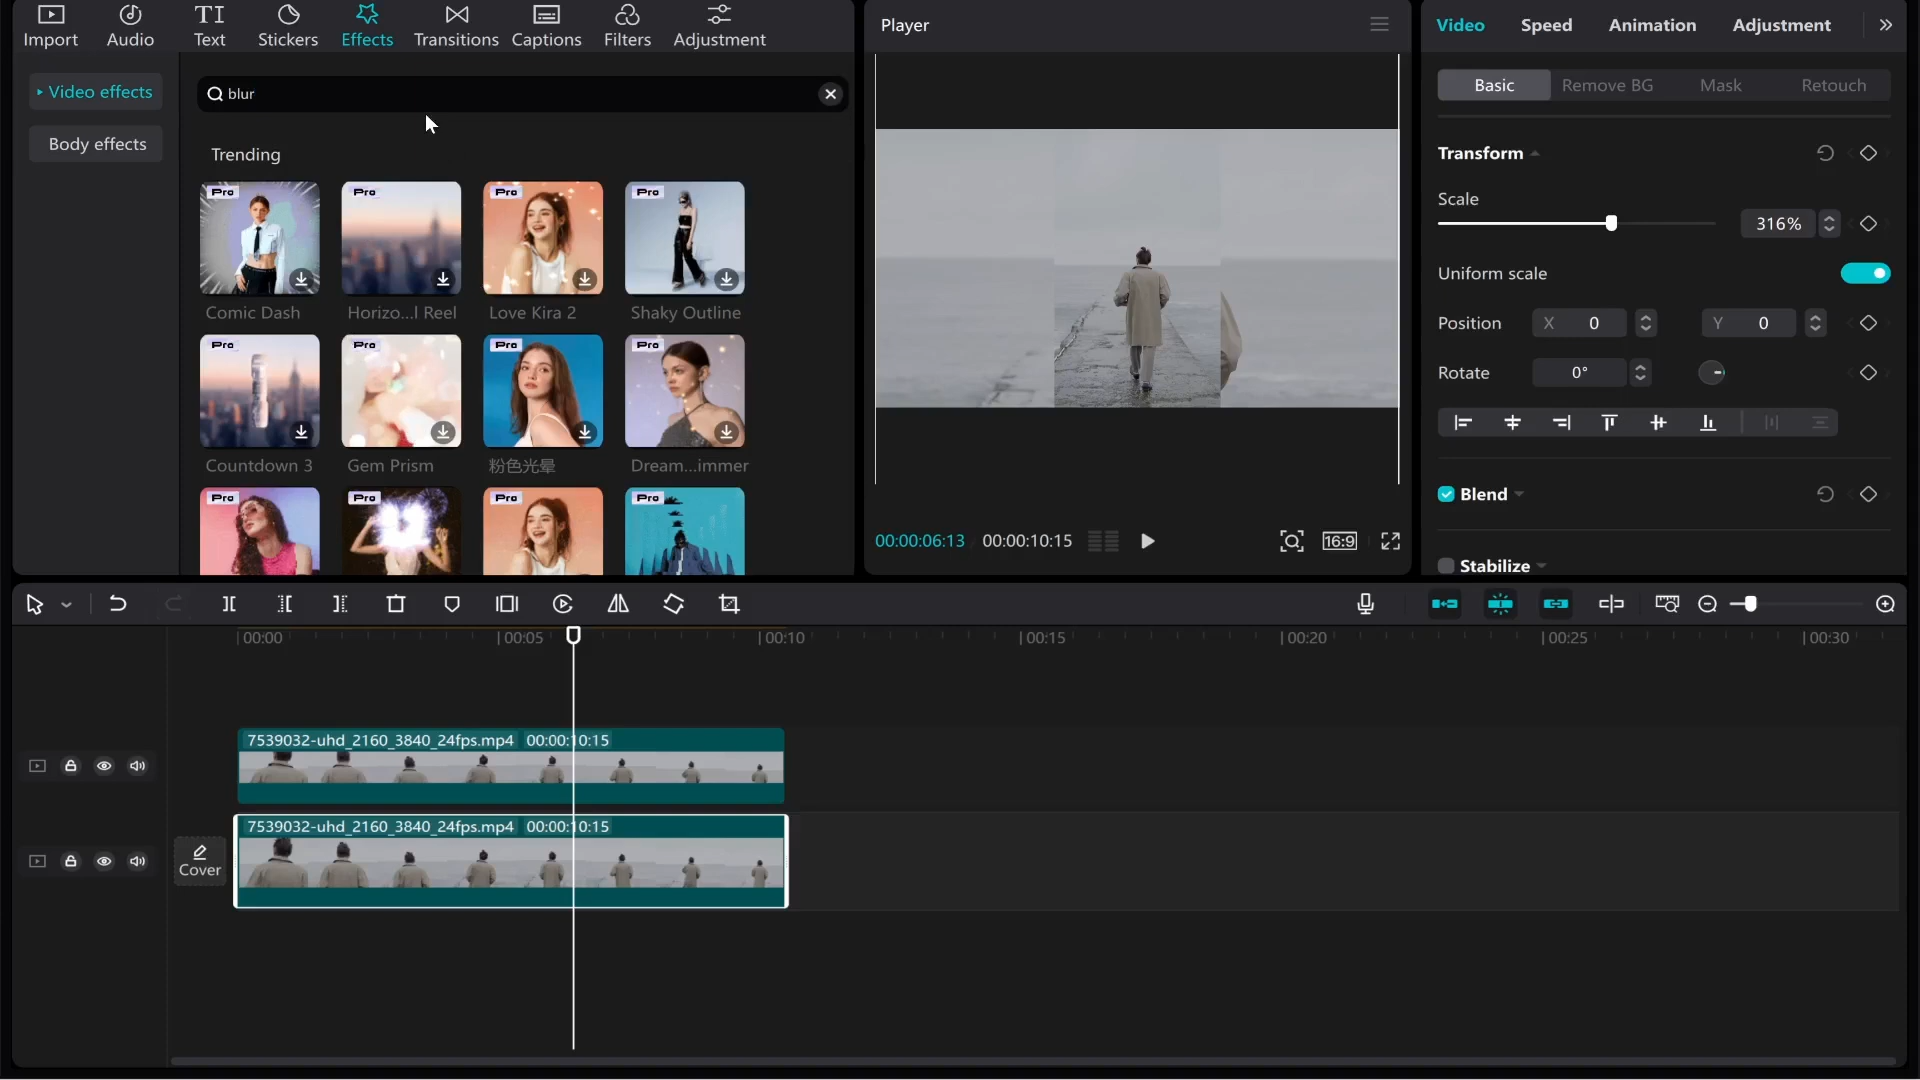 Import Audio Text Stickers Effects Transitions Captions Filters Adjustment
Video effects
Body effects
blur
Trending
Pro Pro Pro Pro
Comic Dash Horizo...l Reel Love Kira 2 Shaky Outline
Pro Pro Pro Pro
Countdown 3 Gem Prism 粉色光晕 Dream...immer
Pro Pro Pro Pro
Player
00:00:06:13 00:00:10:15 16:9
Video Speed Animation Adjustment
Basic Remove BG Mask Retouch
Transform
Scale
316%
Uniform scale
Position X 0 Y 0
Rotate 0°
Blend
Stabilize
00:00 00:05 00:10 00:15 00:20 00:25 00:30
7539032-uhd_2160_3840_24fps.mp4 00:00:10:15
7539032-uhd_2160_3840_24fps.mp4 00:00:10:15
Cover